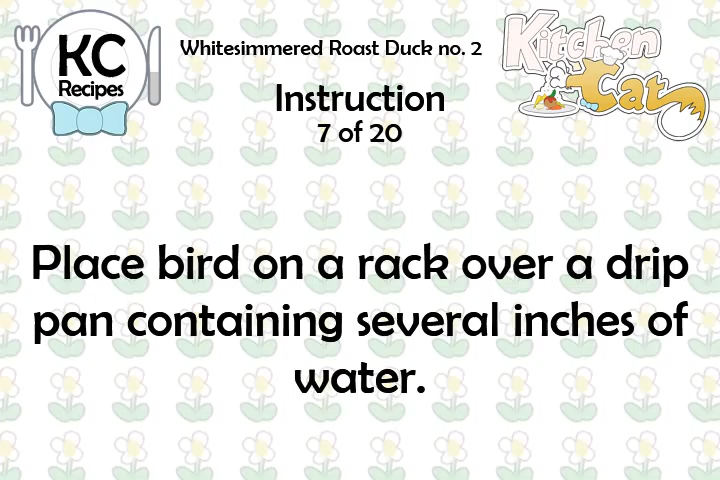 KC
Recipes
Whitesimmered Roast Duck no. 2
Kitchen
Cat
Instruction
7 of 20
Place bird on a rack over a drip
pan containing several inches of
water.